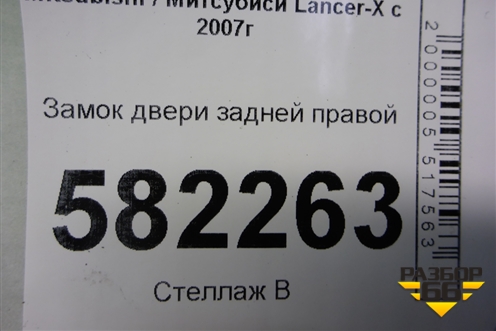 Mitsubishi / Митсубиси Lancer-X с
2007г
Замок двери задней правой
582263
Стеллаж В
2000005517563
РАЗБОР
66